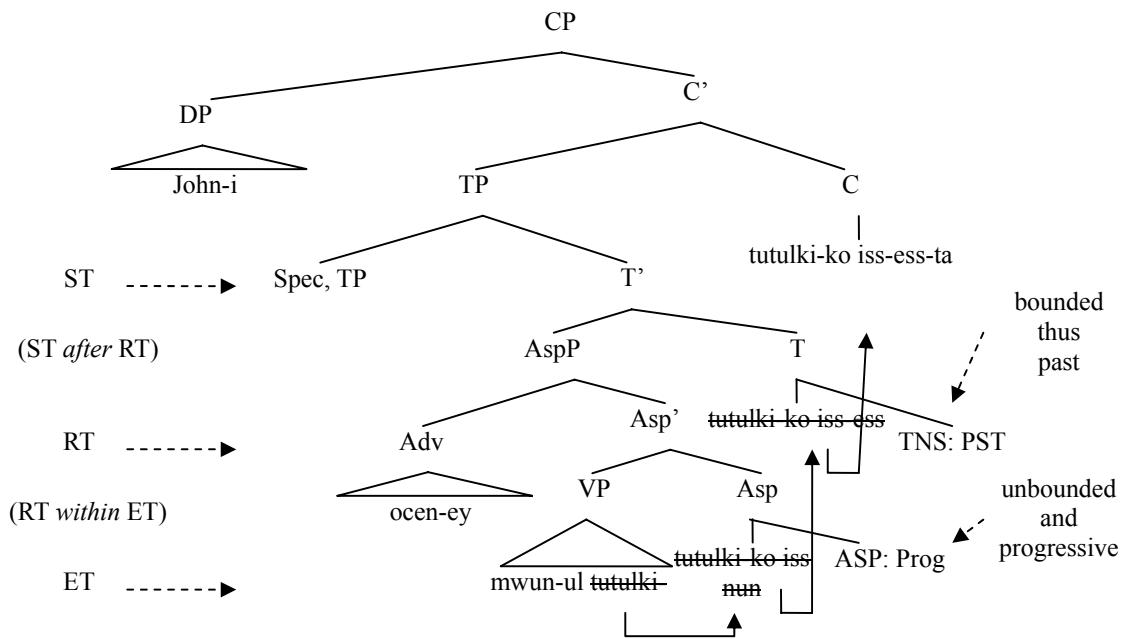 CP
DP
C’
John-i
TP
C
ST
Spec, TP
T’
tutulki-ko iss-ess-ta
(ST after RT)
AspP
T
bounded
thus
past
RT
Adv
Asp’
tutulki-ko iss-ess
TNS: PST
(RT within ET)
ocen-ey
VP
Asp
unbounded
and
progressive
ET
mwun-ul tutulki
tutulki-ko iss
nun
ASP: Prog